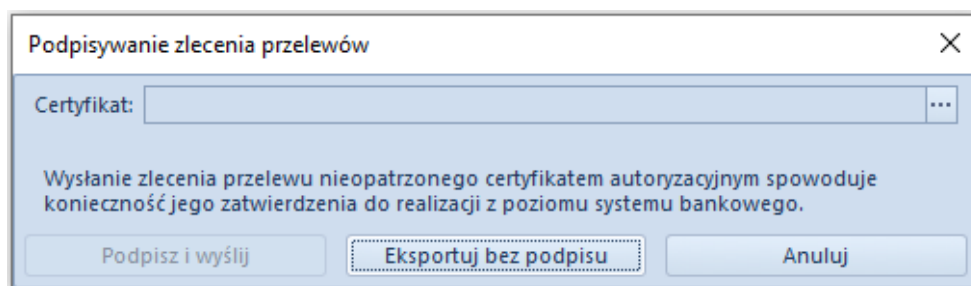 Podpisywanie zlecenia przelewów
Certyfikat:
...
Wysłanie zlecenia przelewu nieopatrzonego certyfikatem autoryzacyjnym spowoduje
konieczność jego zatwierdzenia do realizacji z poziomu systemu bankowego.
Podpisz i wyślij Eksportuj bez podpisu Anuluj